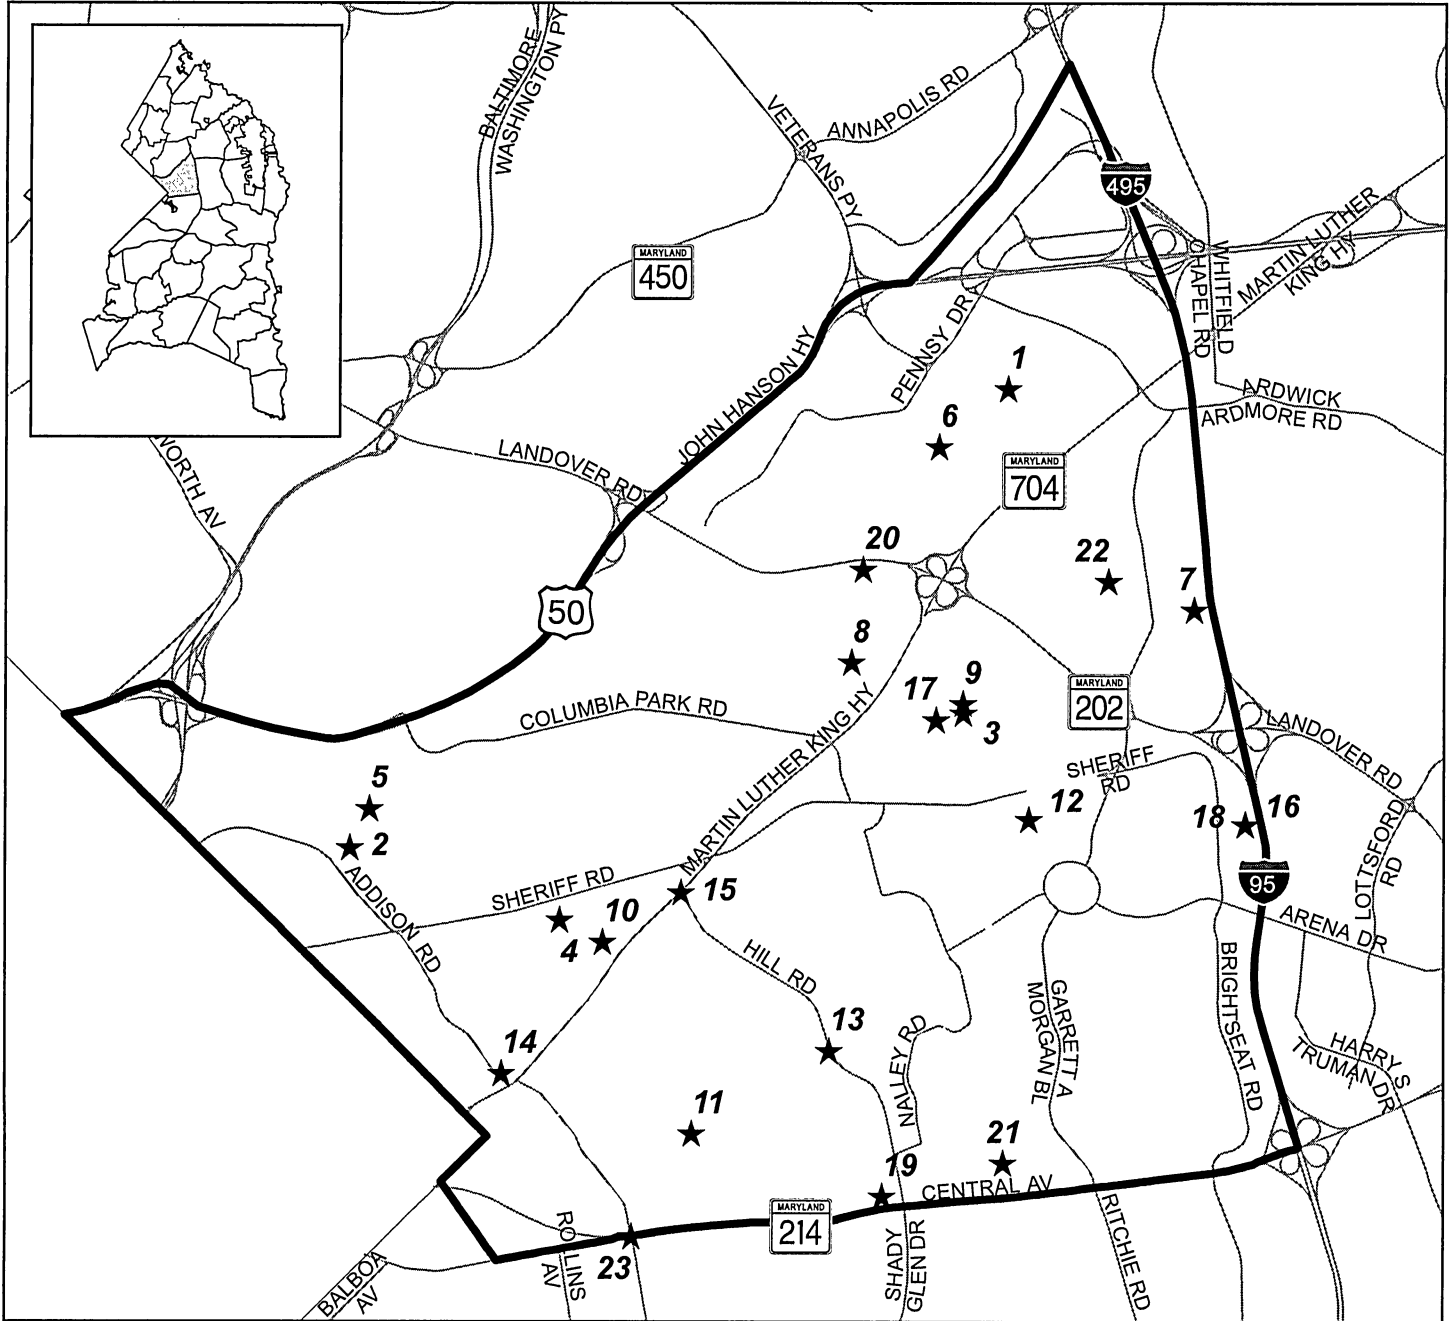 BALTIMORE
WASHINGTON PY
VETERANS PY
ANNAPOLIS RD
495
MARYLAND
450
WHITFIELD
CHAPEL RD
MARTIN LUTHER
KING HY
PENNSY DR
JOHN HANSON HY
1
6
ARDWICK
ARDMORE RD
WORTH AV
LANDOVER RD
MARYLAND
704
20
22
7
50
8
9
17
3
MARYLAND
202
COLUMBIA PARK RD
MARTIN LUTHER KING HY
LANDOVER RD
SHERIFF
RD
5
2
12
18
16
LOTTSFORD
RD
95
ADDISON RD
SHERIFF RD
15
10
4
ARENA DR
HILL RD
BRIGHTSEAT RD
GARRETT A
MORGAN BL
13
NALLEY RD
14
HARRY S
TRUMAN DR
11
21
19
CENTRAL AV
MARYLAND
214
23
ROLLINS
AV
BALBOA
AV
SHADY
GLEN DR
RITCHIE RD